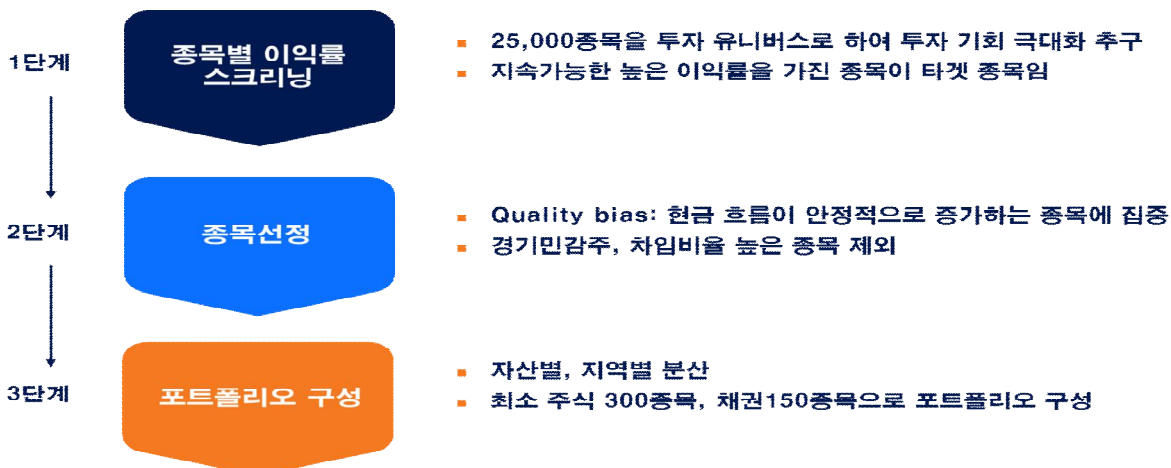 1단계
종목별 이익률
스크리닝
▪ 25,000종목을 투자 유니버스로 하여 투자 기회 극대화 추구
▪ 지속가능한 높은 이익률을 가진 종목이 타겟 종목임
2단계
종목선정
▪ Quality bias: 현금 흐름이 안정적으로 증가하는 종목에 집중
▪ 경기민감주, 차입비율 높은 종목 제외
3단계
포트폴리오 구성
▪ 자산별, 지역별 분산
▪ 최소 주식 300종목, 채권150종목으로 포트폴리오 구성